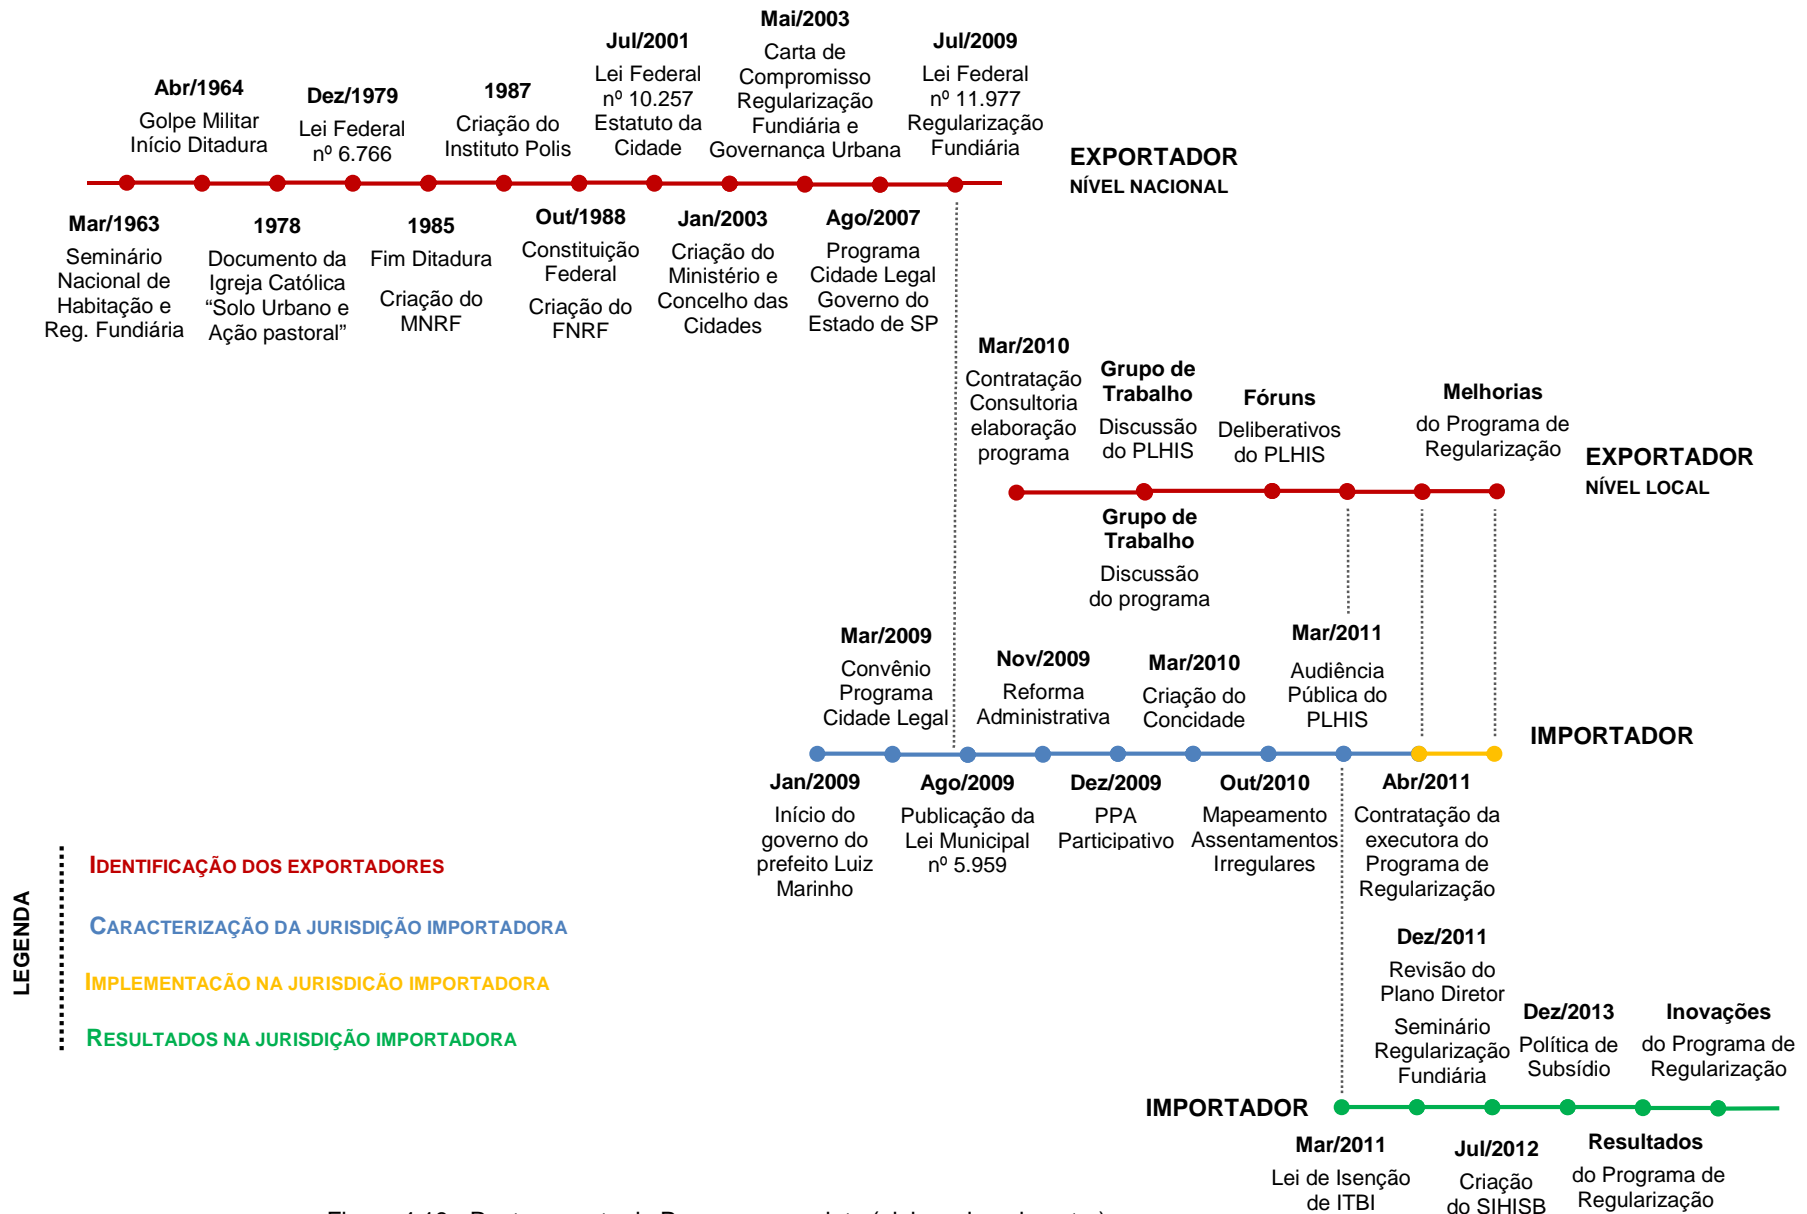 Mar/1963
Seminário
Nacional de
Habitação e
Reg. Fundiária
Abr/1964
Golpe Militar
Início Ditadura
1978
Documento da
Igreja Católica
“Solo Urbano e
Ação pastoral”
Dez/1979
Lei Federal
nº 6.766
1985
Fim Ditadura
Criação do
MNRF
1987
Criação do
Instituto Polis
Out/1988
Constituição
Federal
Criação do
FNRF
Jul/2001
Lei Federal
nº 10.257
Estatuto da
Cidade
Jan/2003
Criação do
Ministério e
Concelho das
Cidades
Mai/2003
Carta de
Compromisso
Regularização
Fundiária e
Governança Urbana
Ago/2007
Programa
Cidade Legal
Governo do
Estado de SP
Jul/2009
Lei Federal
nº 11.977
Regularização
Fundiária
EXPORTADOR
NÍVEL NACIONAL
Mar/2010
Contratação
Consultoria
elaboração
programa
Grupo de
Trabalho
Discussão
do PLHIS
Grupo de
Trabalho
Discussão
do programa
Fóruns
Deliberativos
do PLHIS
Melhorias
do Programa de
Regularização
EXPORTADOR
NÍVEL LOCAL
Jan/2009
Início do
governo do
prefeito Luiz
Marinho
Mar/2009
Convênio
Programa
Cidade Legal
Ago/2009
Publicação da
Lei Municipal
nº 5.959
Nov/2009
Reforma
Administrativa
Dez/2009
PPA
Participativo
Mar/2010
Criação do
Concidade
Out/2010
Mapeamento
Assentamentos
Irregulares
Mar/2011
Audiência
Pública do
PLHIS
Abr/2011
Contratação da
executora do
Programa de
Regularização
IMPORTADOR
LEGENDA
IDENTIFICAÇÃO DOS EXPORTADORES
CARACTERIZAÇÃO DA JURISDIÇÃO IMPORTADORA
IMPLEMENTAÇÃO NA JURISDIÇÃO IMPORTADORA
RESULTADOS NA JURISDIÇÃO IMPORTADORA
IMPORTADOR
Mar/2011
Lei de Isenção
de ITBI
Dez/2011
Revisão do
Plano Diretor
Seminário
Regularização
Fundiária
Jul/2012
Criação
do SIHISB
Dez/2013
Política de
Subsídio
Resultados
do Programa de
Regularização
Inovações
do Programa de
Regularização